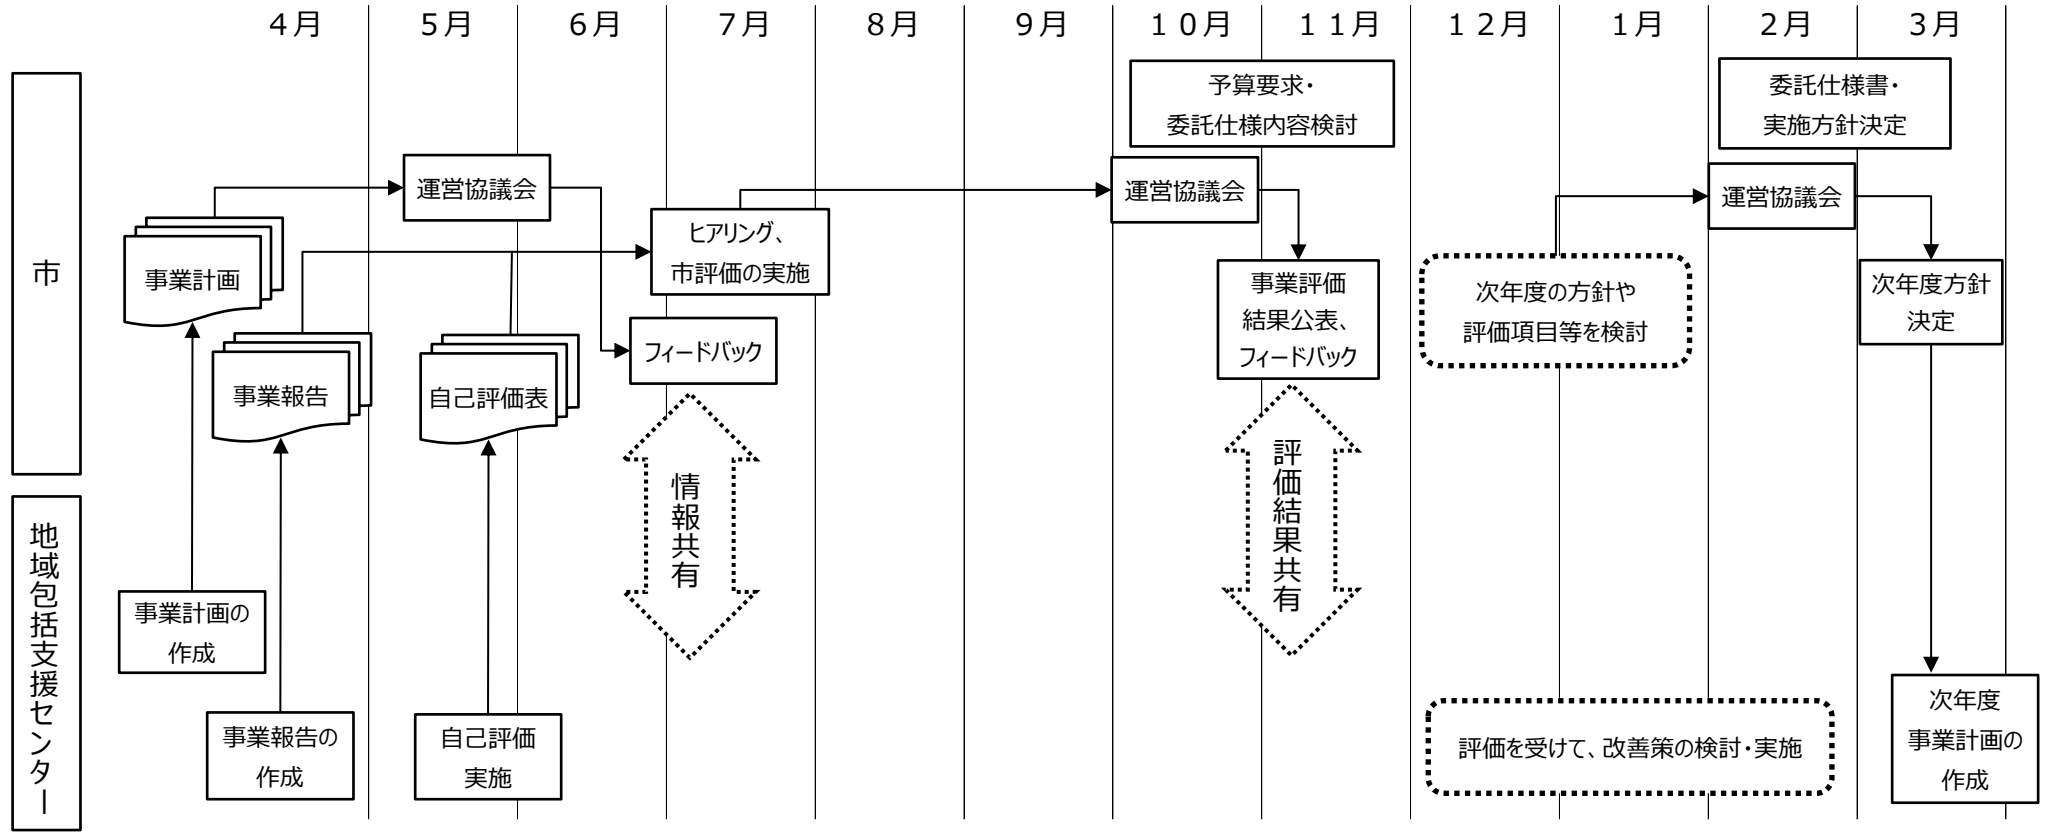 ４月 ５月 ６月 ７月 ８月 ９月 １０月 １１月 １２月 １月 ２月 ３月
市
予算要求・
委託仕様内容検討
委託仕様書・
実施方針決定
運営協議会
運営協議会
運営協議会
事業計画
ヒアリング、
市評価の実施
事業報告
自己評価表
フィードバック
事業評価
結果公表、
フィードバック
次年度の方針や
評価項目等を検討
次年度方針
決定
情報共有
評価結果共有
地域包括支援センター
事業計画の
作成
事業報告の
作成
自己評価
実施
評価を受けて、改善策の検討・実施
次年度
事業計画の
作成